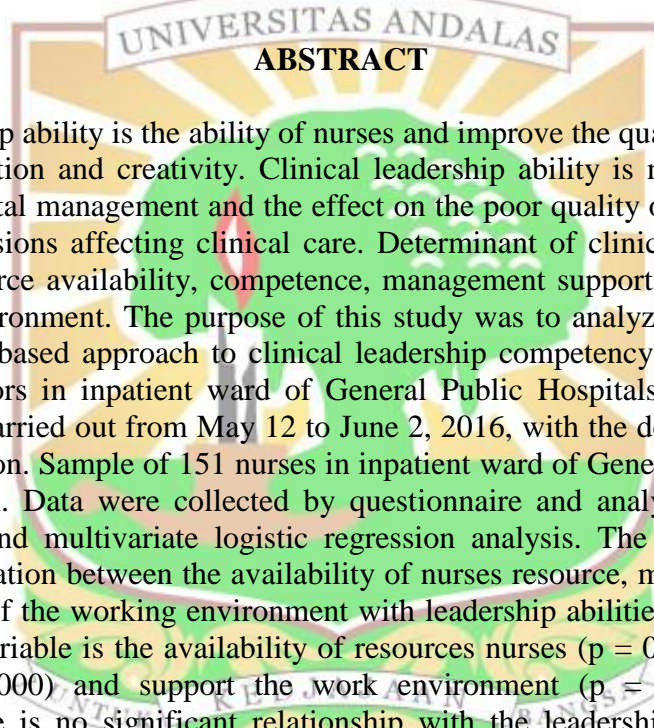 UNIVERSITAS ANDALAS
ABSTRACT
p ability is the ability of nurses and improve the qua
tion and creativity. Clinical leadership ability is
tal management and the effect on the poor quality o
sions affecting clinical care. Determinant of clinic
rce availability, competence, management support
ronment. The purpose of this study was to analyz
based approach to clinical leadership competency
ors in inpatient ward of General Public Hospitals
arried out from May 12 to June 2, 2016, with the d
on. Sample of 151 nurses in inpatient ward of Gene
. Data were collected by questionnaire and analy
nd multivariate logistic regression analysis. The
ation between the availability of nurses resource, m
of the working environment with leadership abilities
riable is the availability of resources nurses (p = 0
000) and support the work environment (p =
e is no significant relationship with the leadershi